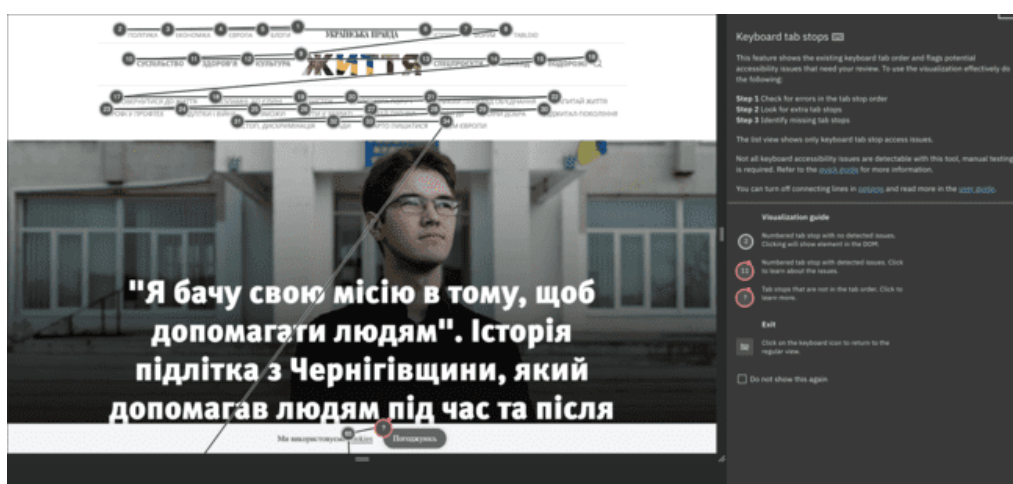 ПОЛІТИКА ЕКОНОМІКА ЄВРОПА БЛОГИ УКРАЇНСЬКА ПРАВДА ФОРУМ TABLOID
СУСПІЛЬСТВО ЗДОРОВ'Я КУЛЬТУРА ЖИТТЯ СПЕЦПРОЄКТИ ПОДОРОЖІ
"Я бачу свою місію в тому, щоб
допомагати людям". Історія
підлітка з Чернігівщини, який
допомагав людям під час та після
Ми використовуємо cookies Погоджуюсь
Keyboard tab stops
This feature shows the existing keyboard tab order and flags potential
accessibility issues that need your review. To use the visualization effectively do
the following:
Step 1 Check for errors in the tab stop order
Step 2 Look for extra tab stops
Step 3 Identify missing tab stops
The list view shows only keyboard tab stop access issues.
Not all keyboard accessibility issues are detectable with this tool, manual testing
is required. Refer to the quick guide for more information.
You can turn off connecting lines in options and read more in the user guide.
Visualization guide
2 Numbered tab stop with no detected issues.
Clicking will show element in the DOM.
11 Numbered tab stop with detected issues. Click
to learn about the issues.
? Tab stops that are not in the tab order. Click to
learn more.
Exit
Click on the keyboard icon to return to the
regular view.
Do not show this again